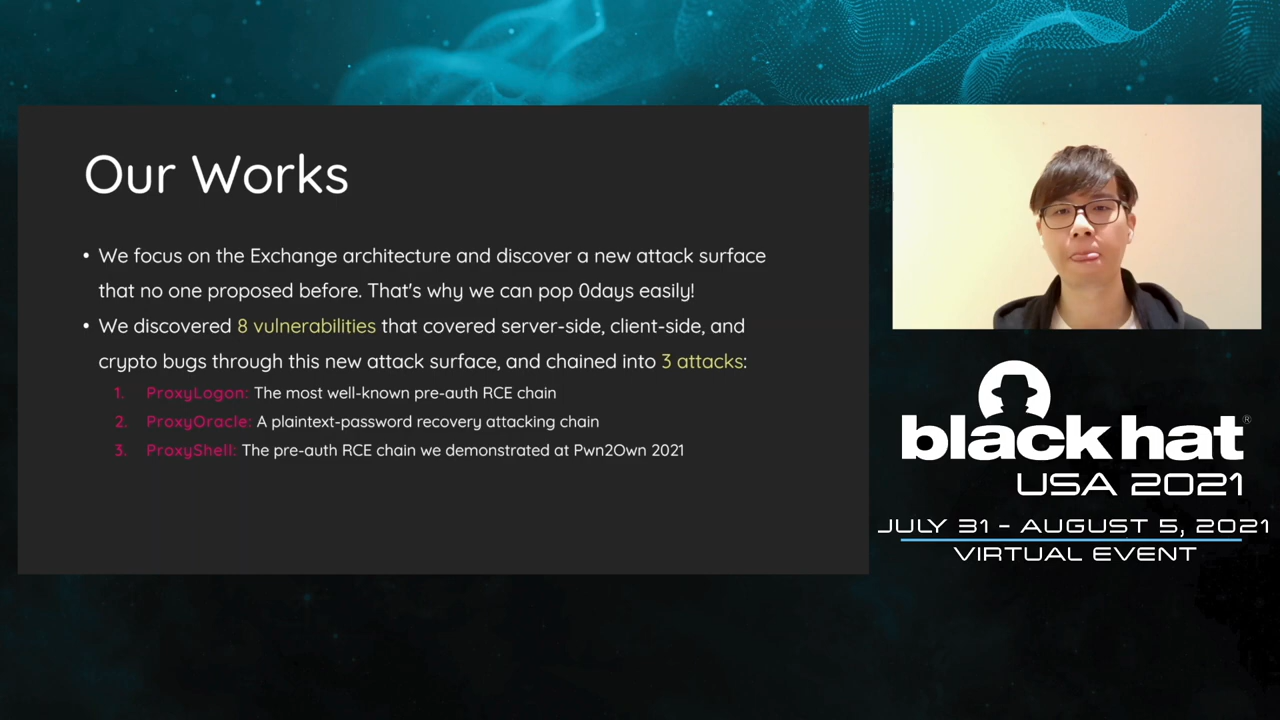 Our Works
• We focus on the Exchange architecture and discover a new attack surface
that no one proposed before. That's why we can pop 0days easily!
• We discovered 8 vulnerabilities that covered server-side, client-side, and
crypto bugs through this new attack surface, and chained into 3 attacks:
1. ProxyLogon: The most well-known pre-auth RCE chain
2. ProxyOracle: A plaintext-password recovery attacking chain
3. ProxyShell: The pre-auth RCE chain we demonstrated at Pwn2Own 2021
black hat®
USA 2021
JULY 31 - AUGUST 5, 2021
VIRTUAL EVENT